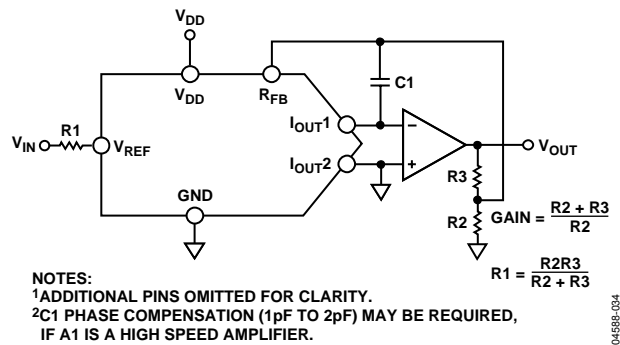 VDD
VDD
RFB
C1
R1
VIN
VREF
IOUT1
IOUT2
−
+
VOUT
R3
GND
R2
GAIN = R2 + R3
R2
R1 = R2R3
R2 + R3
NOTES:
1ADDITIONAL PINS OMITTED FOR CLARITY.
2C1 PHASE COMPENSATION (1pF TO 2pF) MAY BE REQUIRED,
IF A1 IS A HIGH SPEED AMPLIFIER.
04588-034